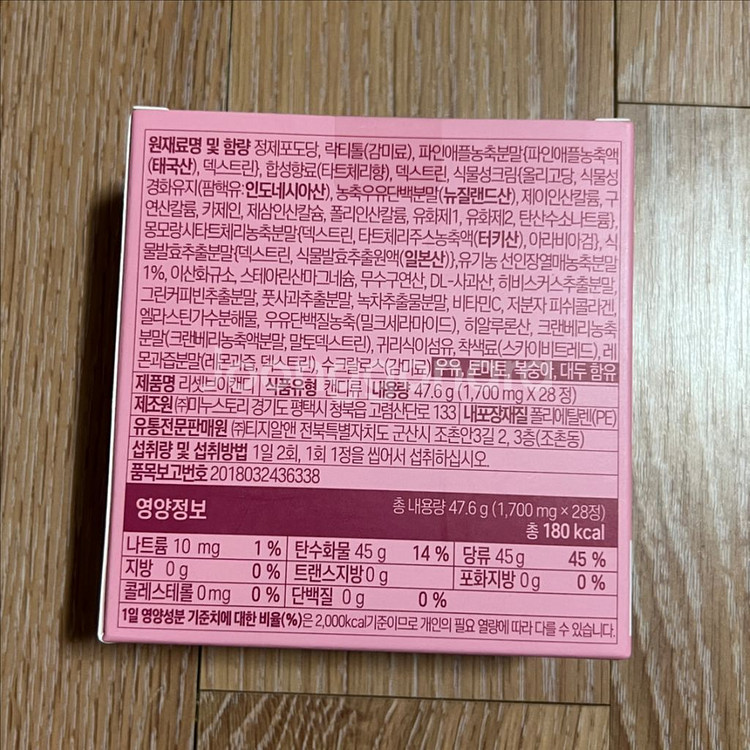 원재료명 및 함량 정제포도당, 락티톨(감미료), 파인애플농축분말{파인애플농축액
(태국산), 덱스트린}, 합성향료(타트체리향), 덱스트린, 식물성크림{올리고당, 식물성
경화유지(팜핵유:인도네시아산), 농축우유단백분말(뉴질랜드산), 제이인산칼륨, 구
연산칼륨, 카제인, 제삼인산칼슘, 폴리인산칼륨, 유화제1, 유화제2, 탄산수소나트륨},
몽모랑시타트체리농축분말{덱스트린, 타트체리주스농축액(터키산), 아라비아검}, 식
물발효추출분말{덱스트린, 식물발효추출원액(일본산)},유기농 선인장열매농축분말
1%, 이산화규소, 스테아린산마그네슘, 무수구연산, DL-사과산, 히비스커스추출분말,
그린커피빈추출분말, 풋사과추출분말, 녹차추출물분말, 비타민C, 저분자 피쉬콜라겐,
엘라스틴가수분해물, 우유단백질농축(밀크세라마이드), 히알루론산, 크랜베리농축
분말(크랜베리농축액분말, 말토덱스트린), 귀리식이섬유, 착색료(스카이비트레드), 레
몬과즙분말(레몬과즙, 덱스트린), 수크랄로스(감미료) 우유, 토마토, 복숭아, 대두 함유
제품명 리셋브이캔디 식품유형 캔디류 내용량 47.6 g (1,700 mg X 28 정)
제조원 ㈜미누스토리 경기도 평택시 청북읍 고렴산단로 133 내포장재질 폴리에틸렌(PE)
유통전문판매원 ㈜티지알앤 전북특별자치도 군산시 조촌안3길 2, 3층(조촌동)
섭취량 및 섭취방법 1일 2회, 1회 1정을 씹어서 섭취하십시오.
품목보고번호 2018032436338
영양정보 총 내용량 47.6 g (1,700 mg × 28정)
총 180 kcal
나트륨 10 mg 1 % 탄수화물 45 g 14 % 당류 45 g 45 %
지방 0 g 0 % 트랜스지방 0 g 포화지방 0 g 0 %
콜레스테롤 0 mg 0 % 단백질 0 g 0 %
1일 영양성분 기준치에 대한 비율(%)은 2,000kcal기준이므로 개인의 필요 열량에 따라 다를 수 있습니다.